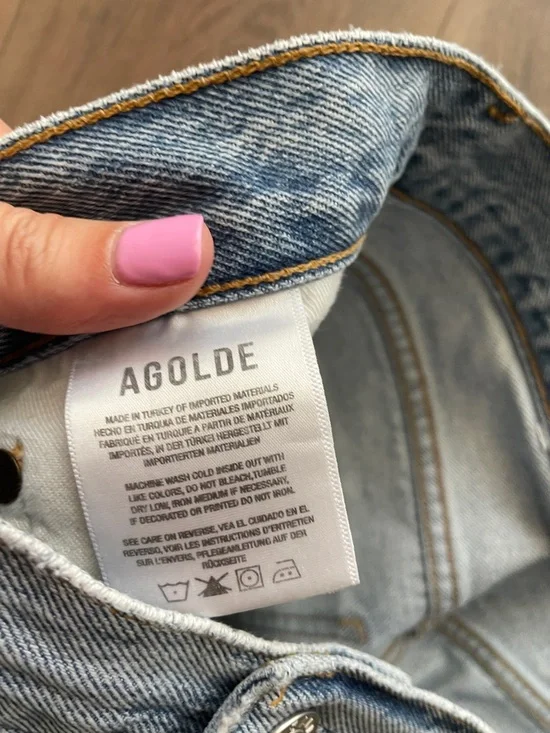 AGOLDE
MADE IN TURKEY OF IMPORTED MATERIALS
HECHO EN TURQUIA DE MATERIALES IMPORTADOS
FABRIQUÉ EN TURQUIE A PARTIR DE MATÉRIAUX
IMPORTÉS, IN DER TÜRKEI HERGESTELLT MIT
IMPORTIERTEN MATERIALIEN
MACHINE WASH COLD INSIDE OUT WITH
LIKE COLORS, DO NOT BLEACH,TUMBLE
DRY LOW, IRON MEDIUM IF NECESSARY,
IF DECORATED OR PRINTED DO NOT IRON.
SEE CARE ON REVERSE, VEA EL CUIDADO EN EL
REVERSO, VOIR LES INSTRUCTIONS D'ENTRETIEN
SUR L'ENVERS, PFLEGEANLEITUNG AUF DER
RÜCKSEITE